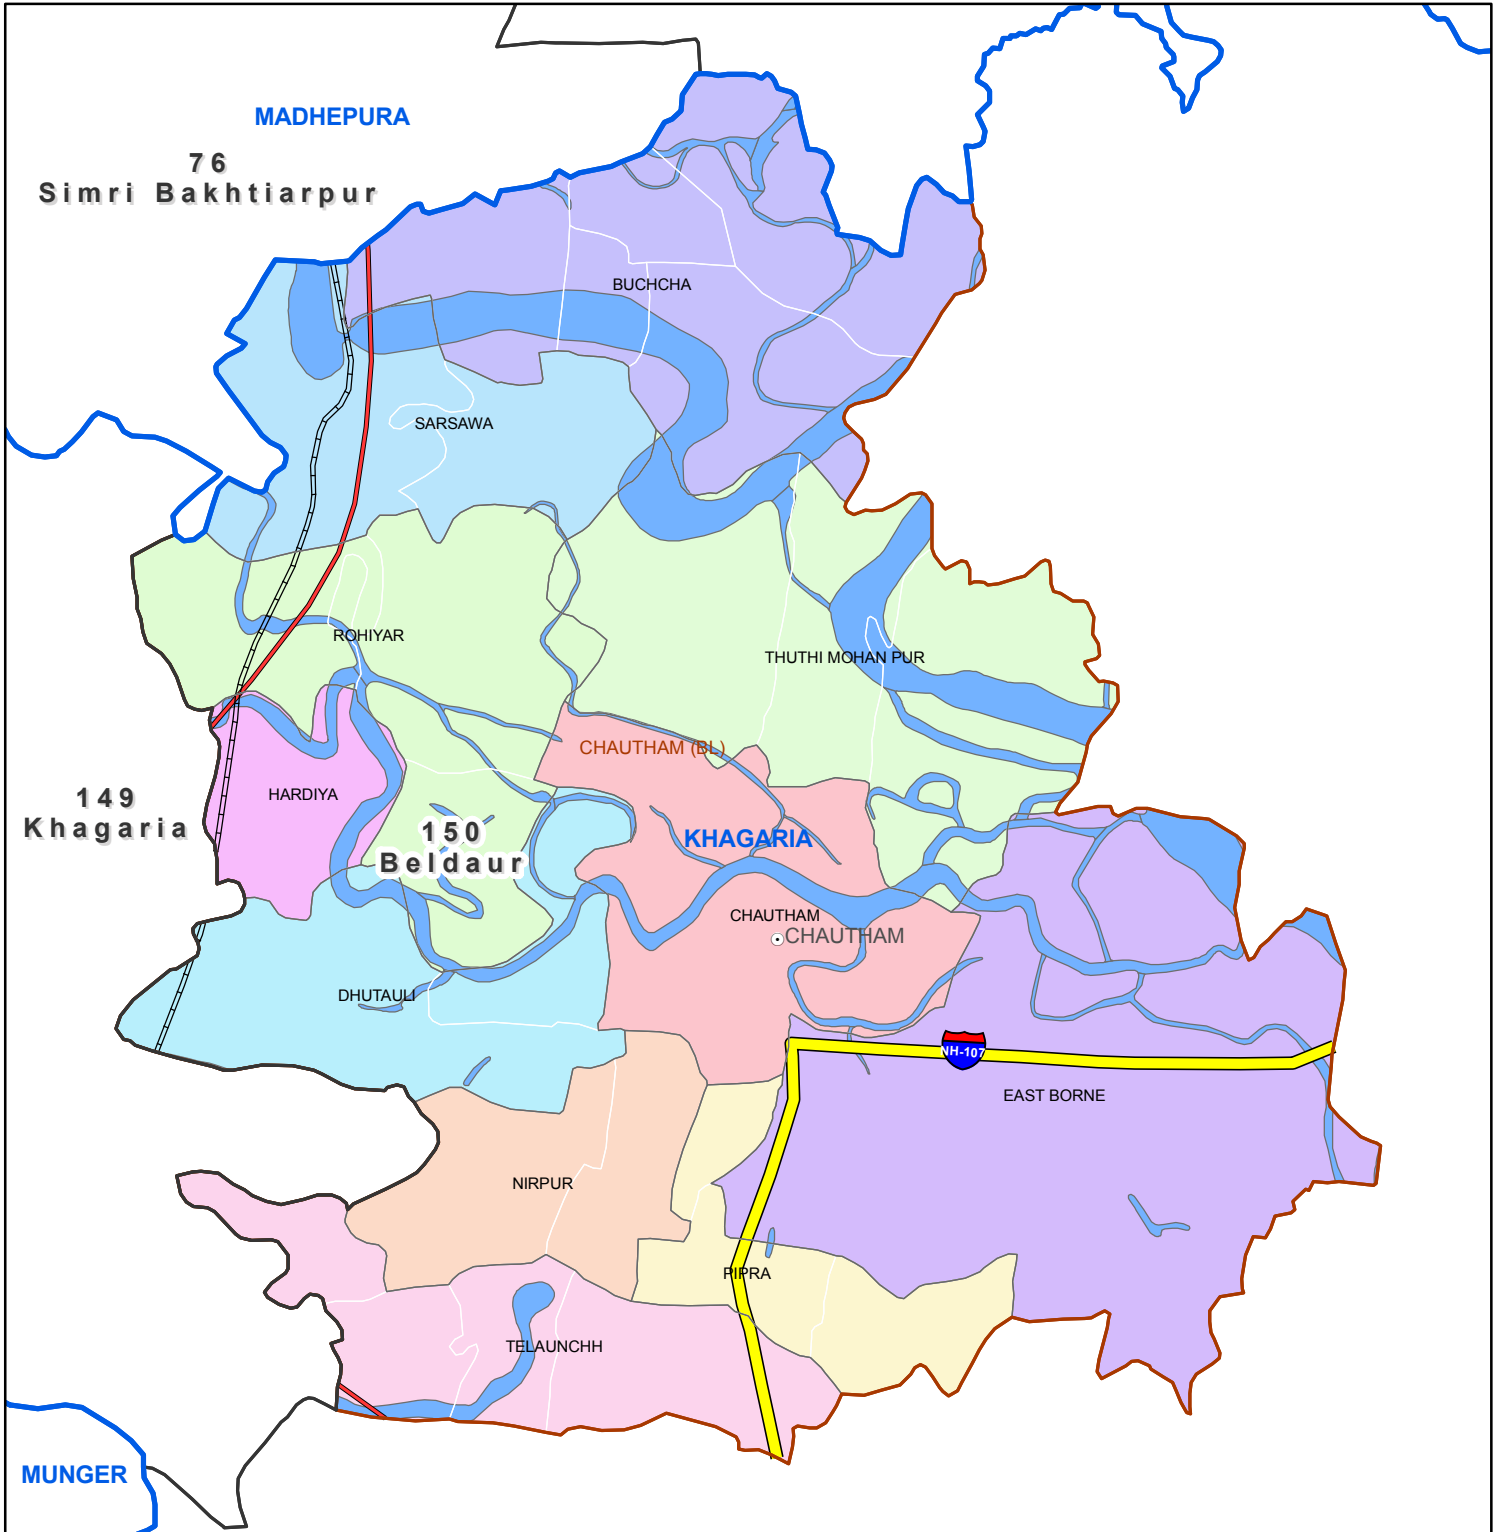 MADHEPURA
76
Simri Bakhtiarpur
BUCHCHA
SARSAWA
ROHIYAR
THUTHI MOHAN PUR
CHAUTHAM (BL)
HARDIYA
149
Khagaria
150
Beldaur
KHAGARIA
CHAUTHAM
CHAUTHAM
DHUTAULI
NH-107
EAST BORNE
NIRPUR
PIPRA
TELAUNCHH
MUNGER